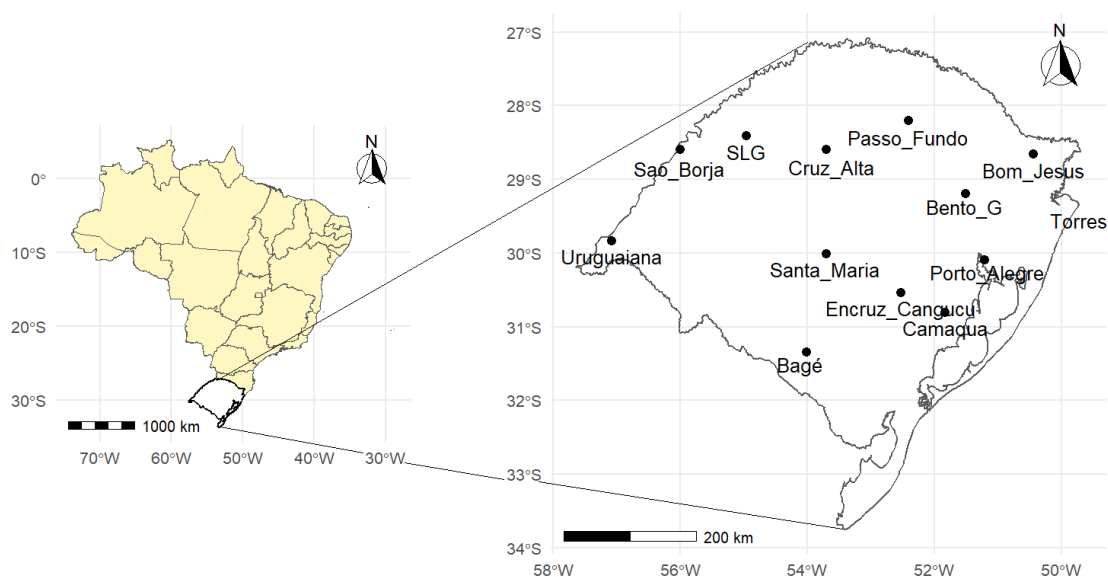 N
0°
10°S
20°S
30°S
1000 km
70°W 60°W 50°W 40°W 30°W
N
27°S
28°S
29°S
30°S
31°S
32°S
33°S
34°S
Passo_Fundo
SLG
Cruz_Alta
Sao_Borja
Bom_Jesus
Bento_G
Torres
Uruguaiana
Santa_Maria
Porto_Alegre
Encruz_Cangucu
Camaqua
Bagé
200 km
58°W 56°W 54°W 52°W 50°W